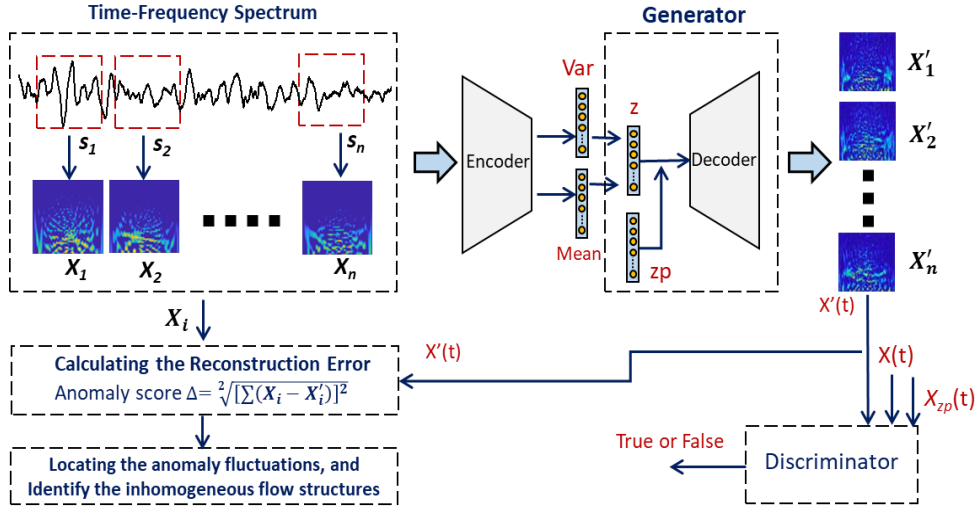 Time-Frequency Spectrum
Generator
s₁
s₂
sₙ
X₁
X₂
Xₙ
Encoder
Var
Mean
z
zp
Decoder
X′₁
X′₂
X′ₙ
Xᵢ
X'(t)
X'(t)
X(t)
X_zp(t)
Calculating the Reconstruction Error
Anomaly score Δ= ²√([∑(Xᵢ − X′ᵢ)]²)
True or False
Discriminator
Locating the anomaly fluctuations, and
Identify the inhomogeneous flow structures